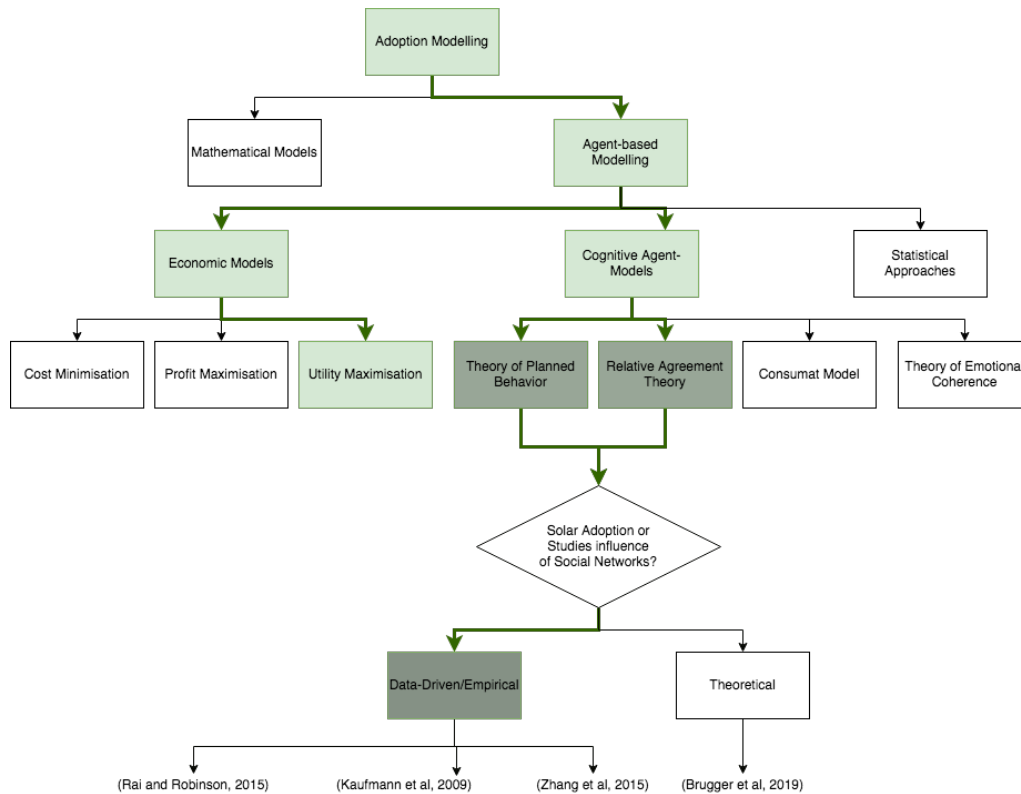 Adoption Modelling
Mathematical Models
Agent-based
Modelling
Economic Models
Cognitive Agent-
Models
Statistical
Approaches
Cost Minimisation
Profit Maximisation
Utility Maximisation
Theory of Planned
Behavior
Relative Agreement
Theory
Consumat Model
Theory of Emotional
Coherence
Solar Adoption or
Studies influence
of Social Networks?
Data-Driven/Empirical
Theoretical
(Rai and Robinson, 2015)
(Kaufmann et al, 2009)
(Zhang et al, 2015)
(Brugger et al, 2019)